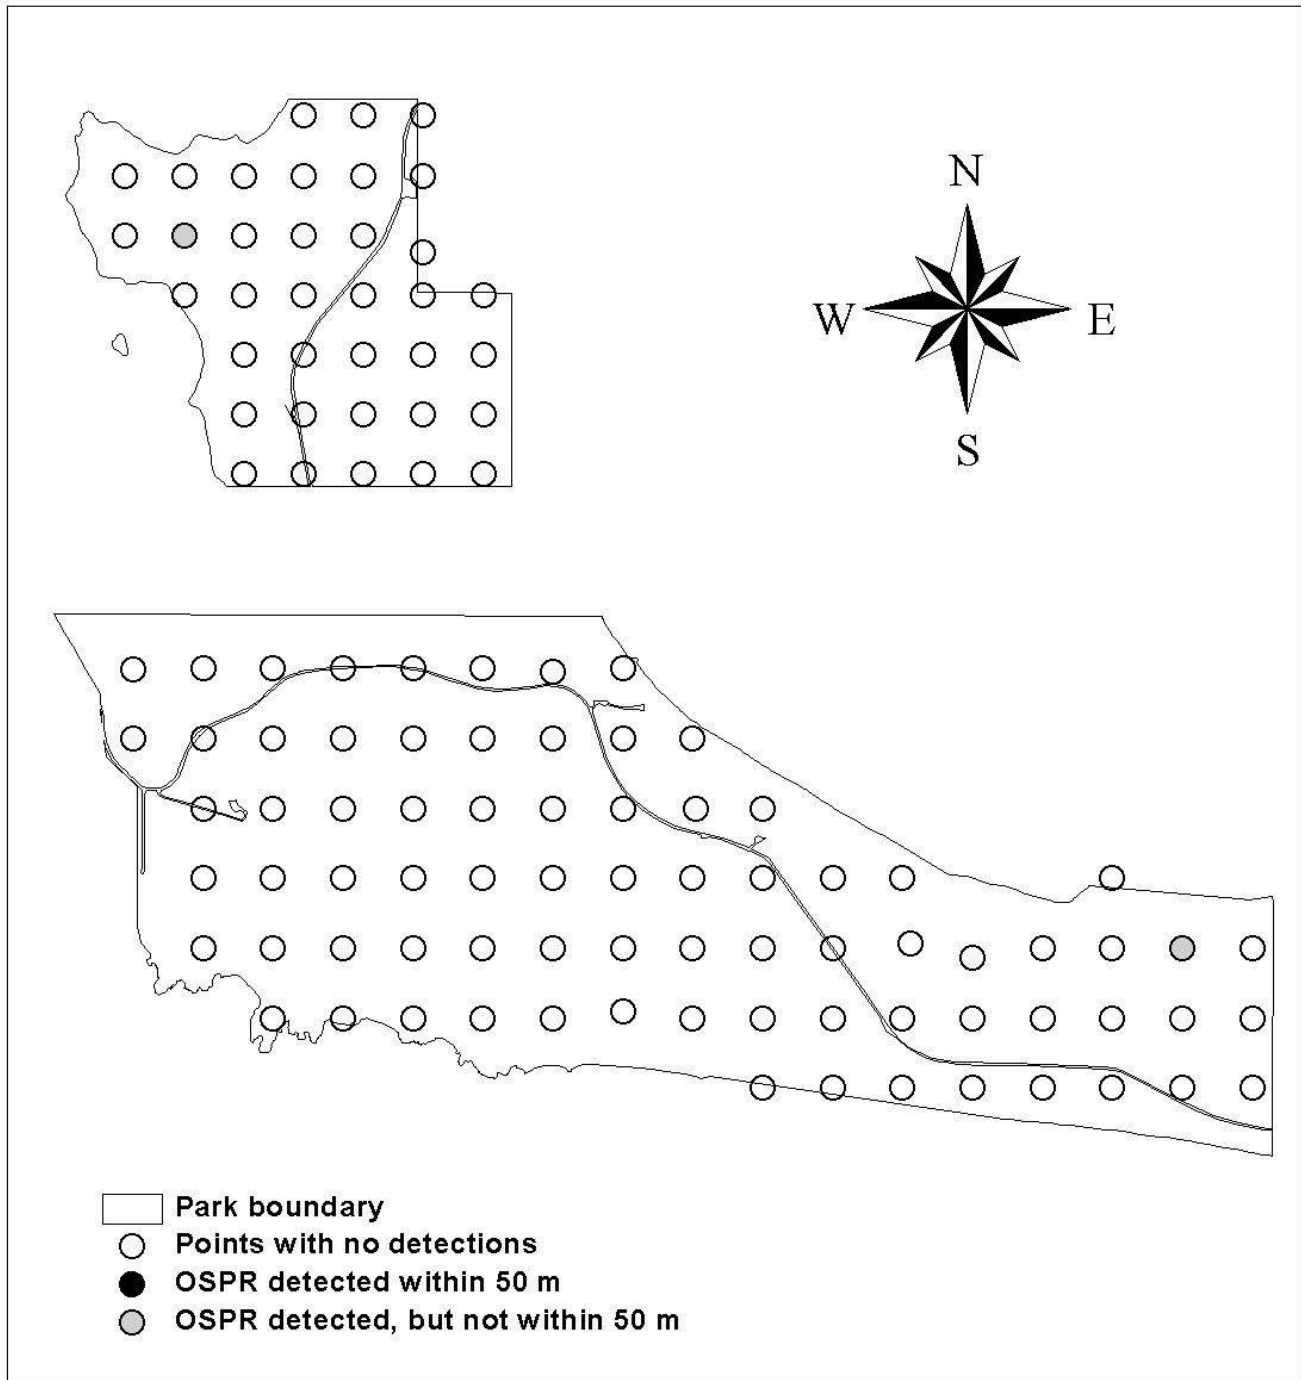 N
W
E
S
Park boundary
Points with no detections
OSPR detected within 50 m
OSPR detected, but not within 50 m